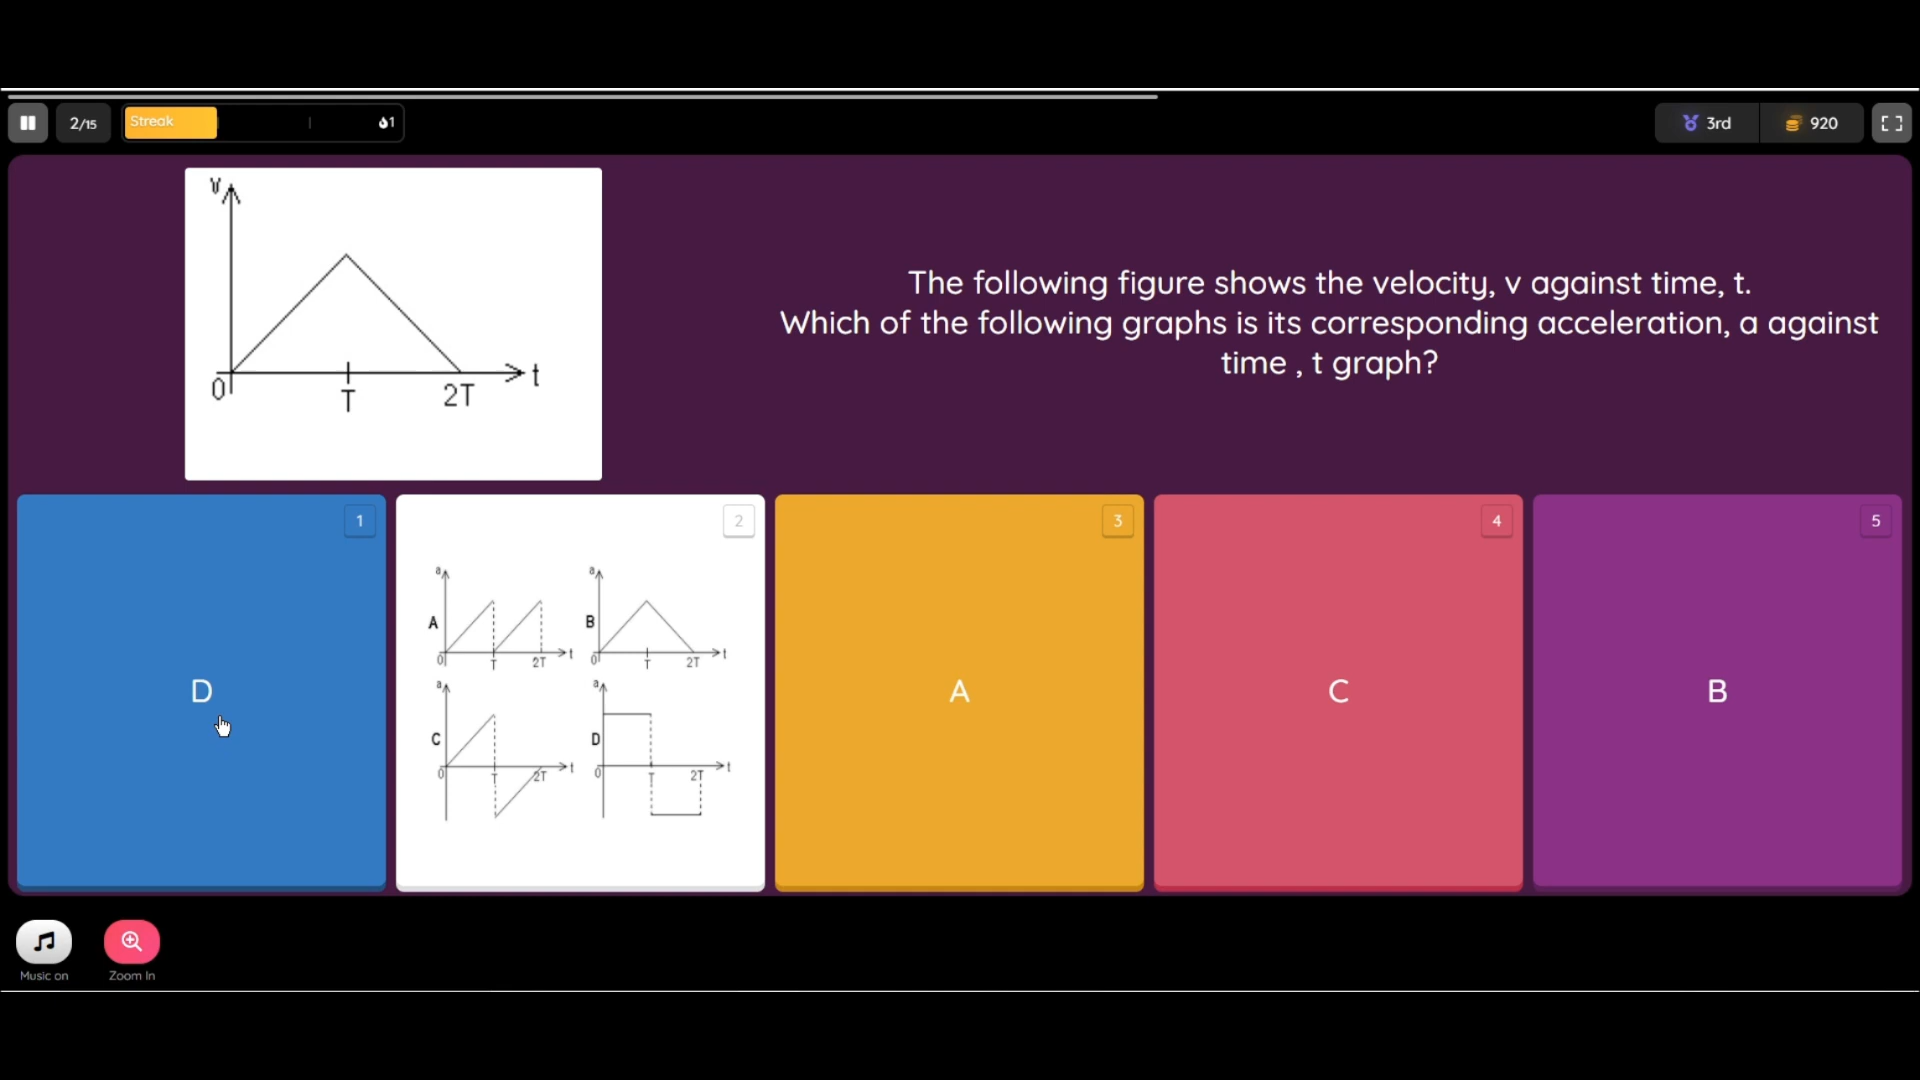 2/15
Streak
1
3rd
920
v
0
T
2T
t
The following figure shows the velocity, v against time, t.
Which of the following graphs is its corresponding acceleration, a against
time , t graph?
1
D
2
a
A
0
T
2T
t
a
B
0
T
2T
t
a
C
0
T
2T
t
a
D
0
T
2T
t
3
A
4
C
5
B
Music on
Zoom In